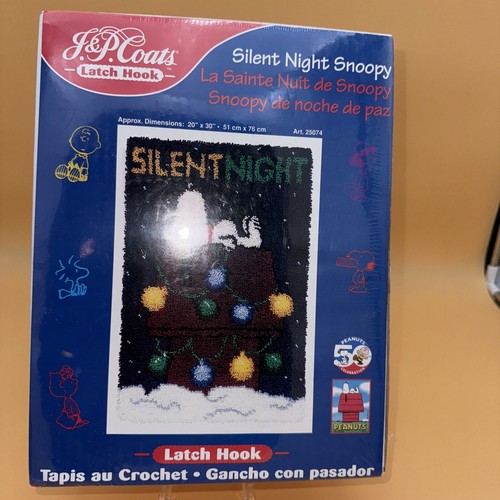 J.&P. Coats
Latch Hook
Silent Night Snoopy
La Sainte Nuit de Snoopy
Snoopy de noche de paz
Approx. Dimensions: 20" x 30" • 51 cm x 76 cm
Art. 25074
SILENT NIGHT
PEANUTS
50
CELEBRATION
PEANUTS
Latch Hook
Tapis au Crochet • Gancho con pasador